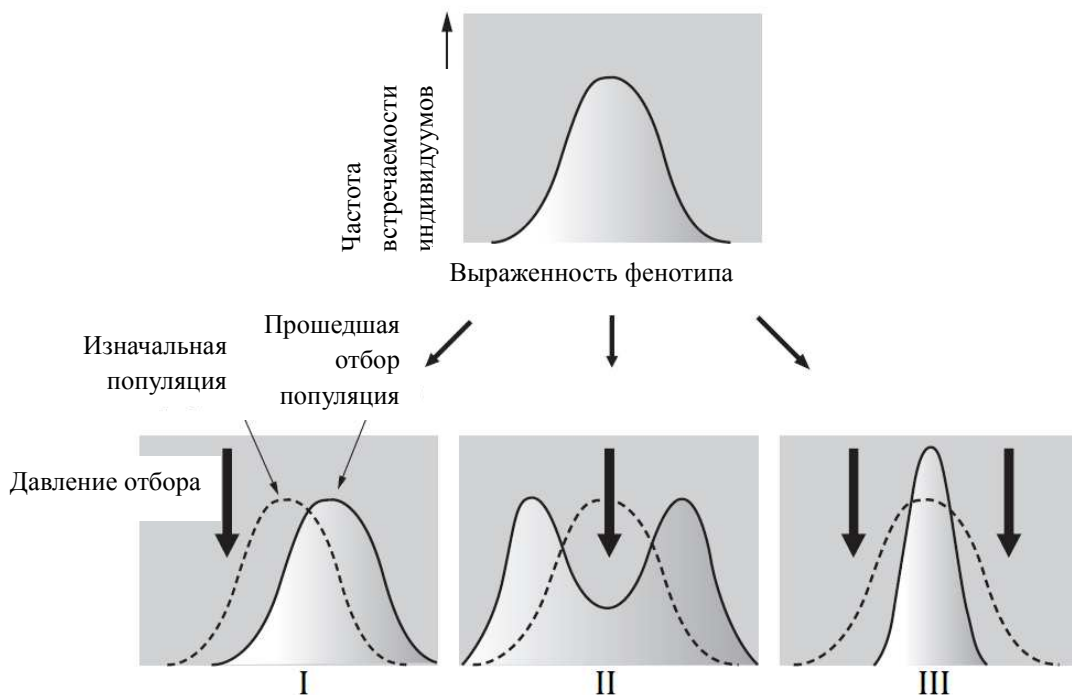 Частота
встречаемости
индивидуумов
Выраженность фенотипа
Изначальная
популяция
Прошедшая
отбор
популяция
Давление отбора
I
II
III